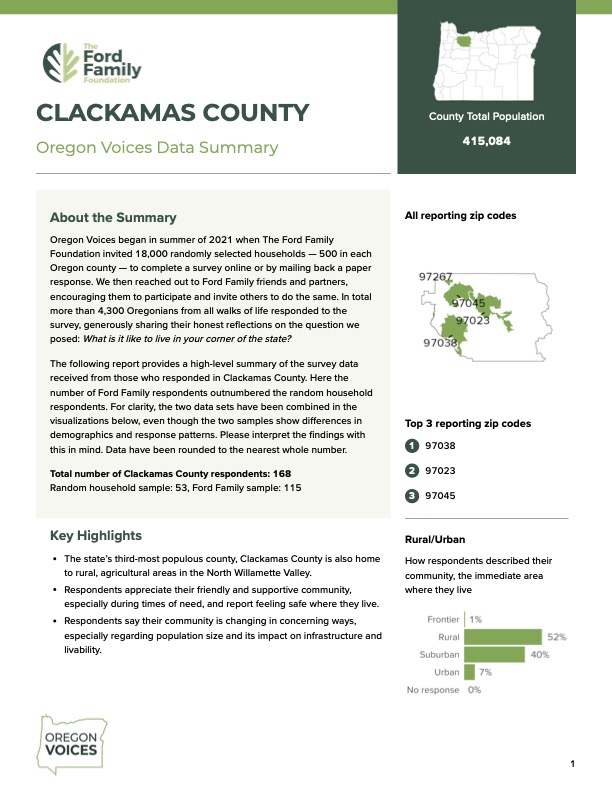 The
Ford
Family
Foundation
CLACKAMAS COUNTY
Oregon Voices Data Summary
County Total Population
415,084
About the Summary
Oregon Voices began in summer of 2021 when The Ford Family
Foundation invited 18,000 randomly selected households — 500 in each
Oregon county — to complete a survey online or by mailing back a paper
response. We then reached out to Ford Family friends and partners,
encouraging them to participate and invite others to do the same. In total
more than 4,300 Oregonians from all walks of life responded to the
survey, generously sharing their honest reflections on the question we
posed: What is it like to live in your corner of the state?
The following report provides a high-level summary of the survey data
received from those who responded in Clackamas County. Here the
number of Ford Family respondents outnumbered the random household
respondents. For clarity, the two data sets have been combined in the
visualizations below, even though the two samples show differences in
demographics and response patterns. Please interpret the findings with
this in mind. Data have been rounded to the nearest whole number.
Total number of Clackamas County respondents: 168
Random household sample: 53, Ford Family sample: 115
Key Highlights
• The state's third-most populous county, Clackamas County is also home
to rural, agricultural areas in the North Willamette Valley.
• Respondents appreciate their friendly and supportive community,
especially during times of need, and report feeling safe where they live.
• Respondents say their community is changing in concerning ways,
especially regarding population size and its impact on infrastructure and
livability.
All reporting zip codes
97267
97045
97023
97038
Top 3 reporting zip codes
1 97038
2 97023
3 97045
Rural/Urban
How respondents described their
community, the immediate area
where they live
Frontier 1%
Rural 52%
Suburban 40%
Urban 7%
No response 0%
OREGON
VOICES
1